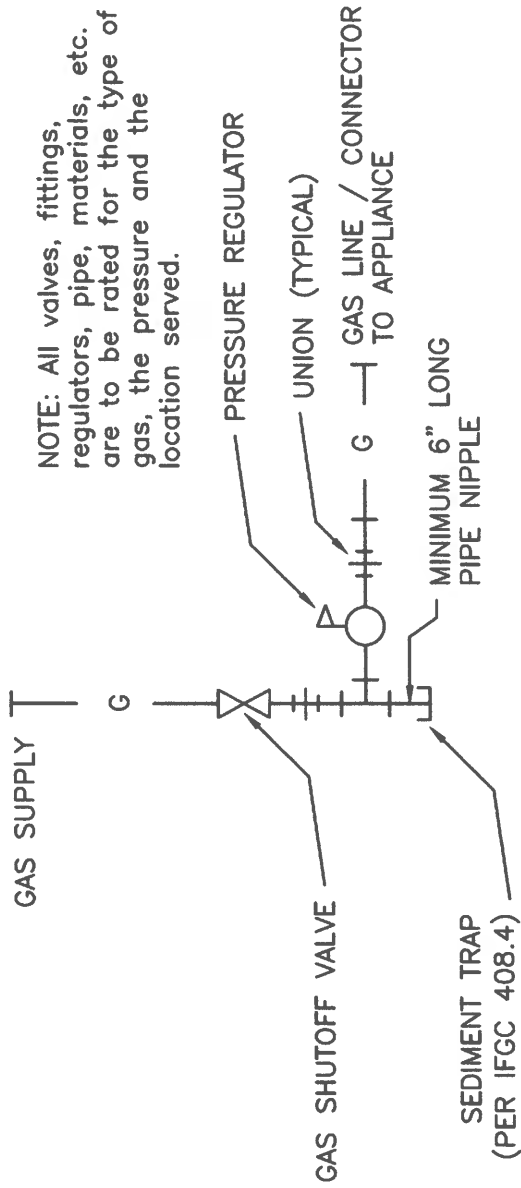 NOTE: All valves, fittings,
regulators, pipe, materials, etc.
are to be rated for the type of
gas, the pressure and the
location served.
GAS SUPPLY
G
PRESSURE REGULATOR
UNION (TYPICAL)
G
GAS LINE / CONNECTOR
TO APPLIANCE
MINIMUM 6" LONG
PIPE NIPPLE
GAS SHUTOFF VALVE
SEDIMENT TRAP
(PER IFGC 408.4)